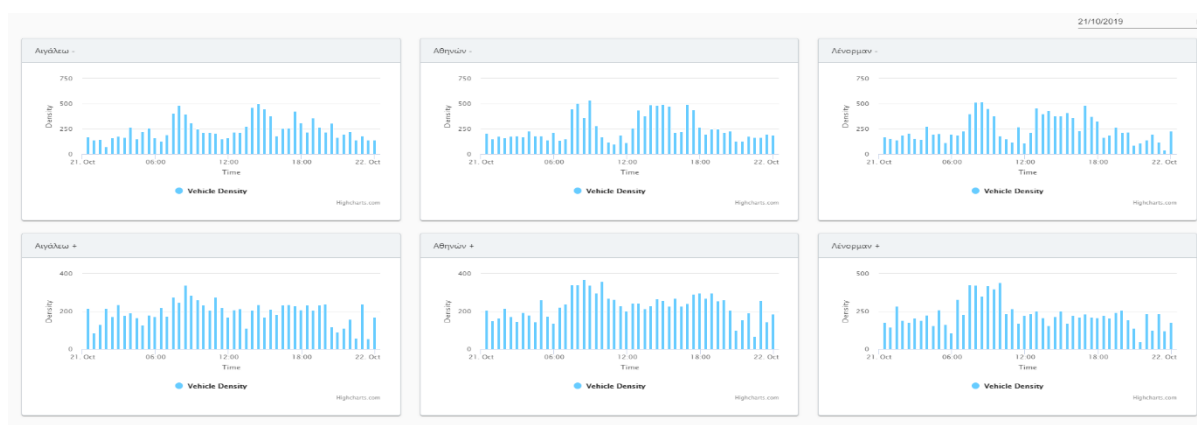 21/10/2019
Αιγάλεω -
750
500
250
0
Density
21. Oct 06:00 12:00 18:00 22. Oct
Time
Vehicle Density
Highcharts.com
Αθηνών -
750
500
250
0
Density
21. Oct 06:00 12:00 18:00 22. Oct
Time
Vehicle Density
Highcharts.com
Λένορμαν -
750
500
250
0
Density
21. Oct 06:00 12:00 18:00 22. Oct
Time
Vehicle Density
Highcharts.com
Αιγάλεω +
400
200
0
Density
21. Oct 06:00 12:00 18:00 22. Oct
Time
Vehicle Density
Highcharts.com
Αθηνών +
400
200
0
Density
21. Oct 06:00 12:00 18:00 22. Oct
Time
Vehicle Density
Highcharts.com
Λένορμαν +
500
250
0
Density
21. Oct 06:00 12:00 18:00 22. Oct
Time
Vehicle Density
Highcharts.com